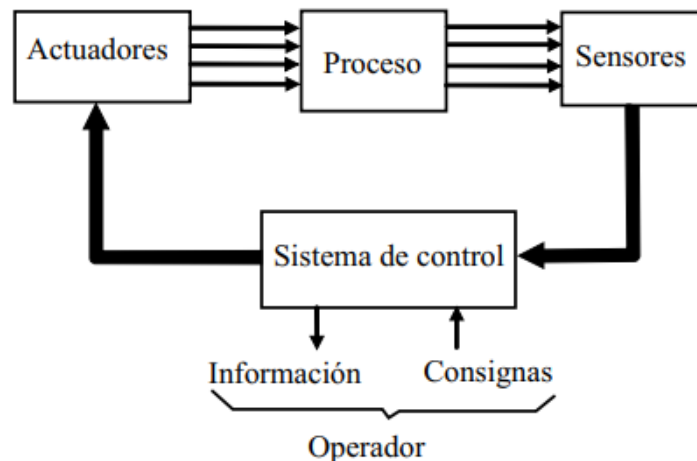 Actuadores
Proceso
Sensores
Sistema de control
Información
Consignas
Operador